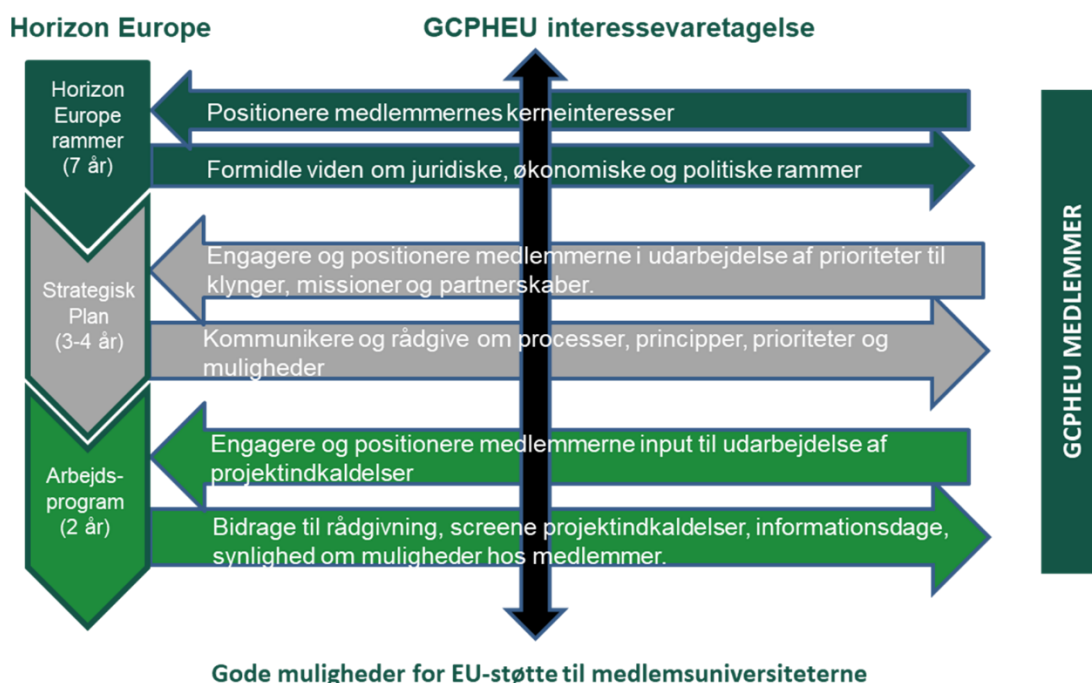 Horizon Europe
GCPHEU interessevaretagelse
Horizon
Europe
rammer
(7 år)
Positionere medlemmernes kerneinteresser
Formidle viden om juridiske, økonomiske og politiske rammer
Strategisk
Plan
(3-4 år)
Engagere og positionere medlemmerne i udarbejdelse af prioriteter til
klynger, missioner og partnerskaber.
Kommunikere og rådgive om processer, principper, prioriteter og
muligheder
Arbejds-
program
(2 år)
Engagere og positionere medlemmerne input til udarbejdelse af
projektindkaldelser
Bidrage til rådgivning, screene projektindkaldelser, informationsdage,
synlighed om muligheder hos medlemmer.
GCPHEU MEDLEMMER
Gode muligheder for EU-støtte til medlemsuniversiteterne